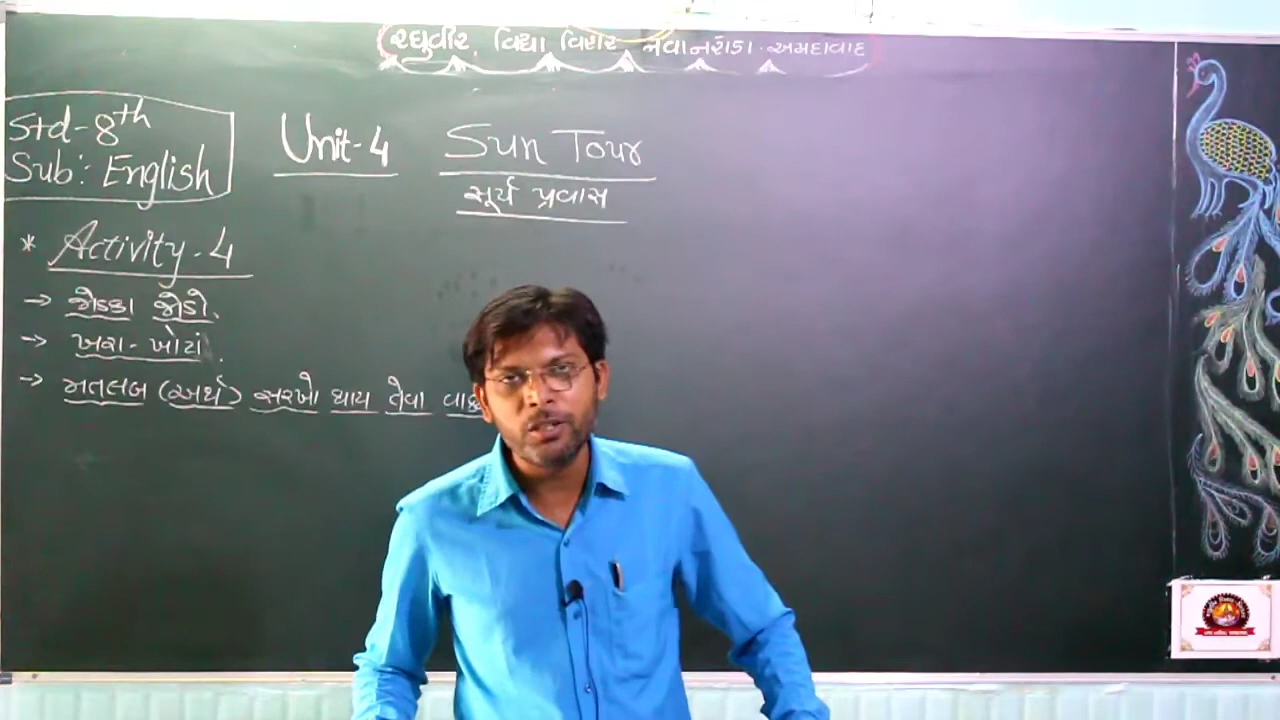 રઘુવીર વિદ્યા વિહાર નવાનરોડા - અમદાવાદ
Std - 8th
Sub: English
Unit - 4 Sun Tour
સૂર્ય પ્રવાસ
* Activity - 4
→ જોડકા જોડો.
→ ખરા - ખોટાં.
→ મતલબ (અર્થ) સરખો થાય તેવા